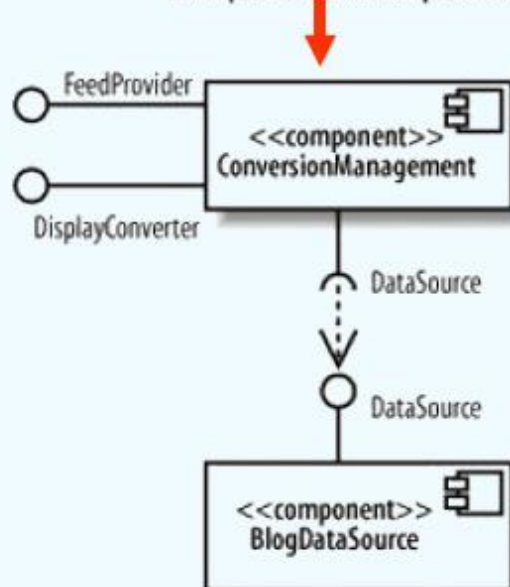 FeedProvider
<<component>>
ConversionManagement
DisplayConverter
DataSource
DataSource
<<component>>
BlogDataSource